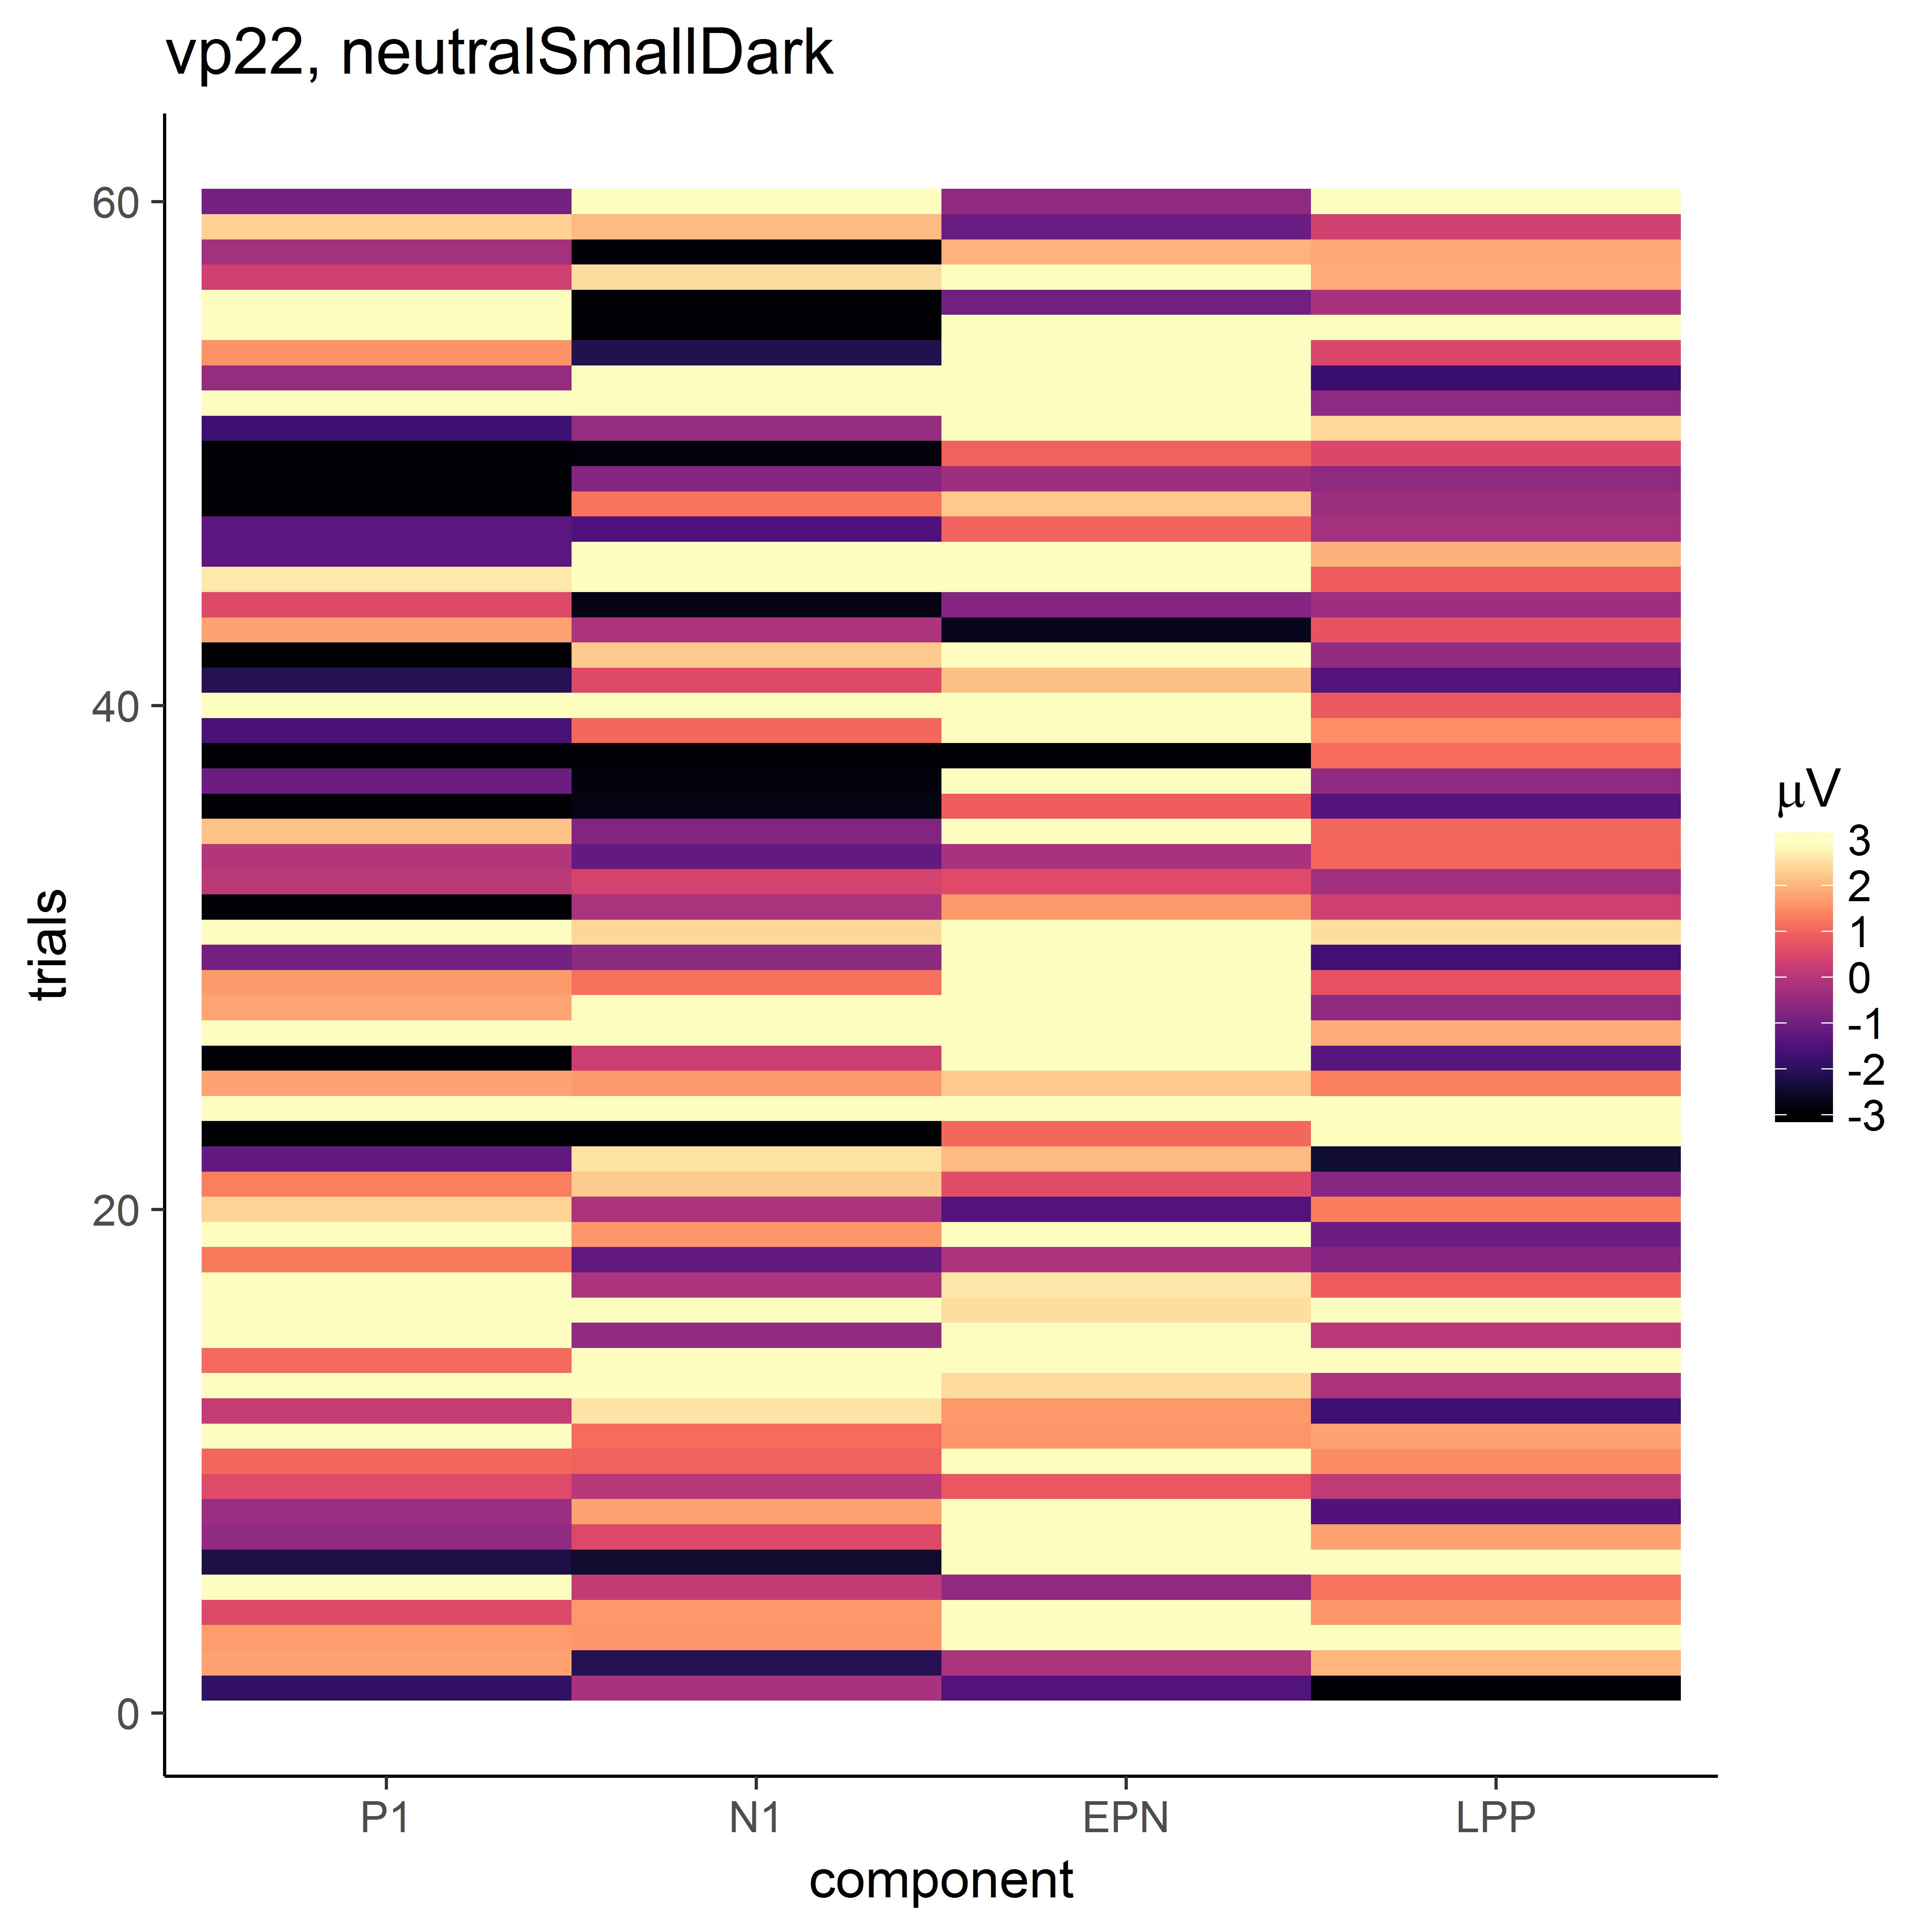 vp22, neutralSmallDark
60
40
20
0
trials
P1 N1 EPN LPP
component
μV
3
2
1
0
-1
-2
-3